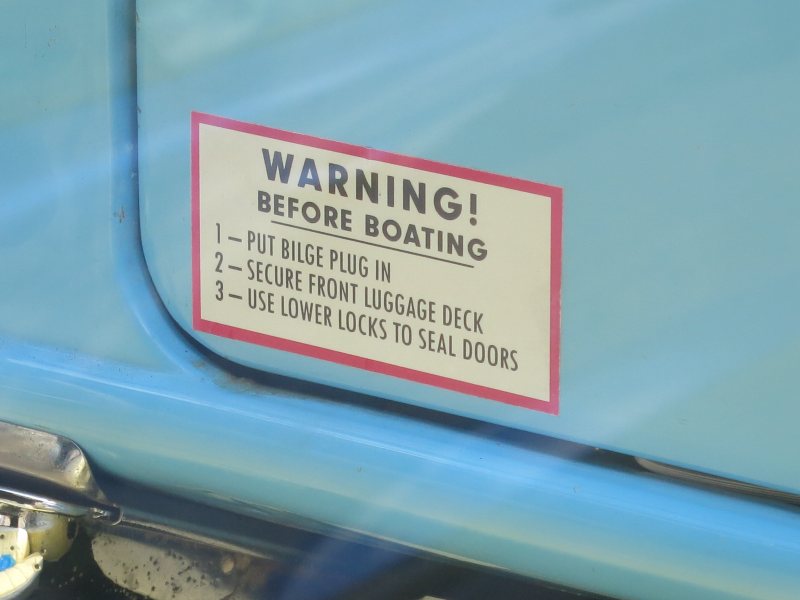 WARNING!
BEFORE BOATING
1 – PUT BILGE PLUG IN
2 – SECURE FRONT LUGGAGE DECK
3 – USE LOWER LOCKS TO SEAL DOORS